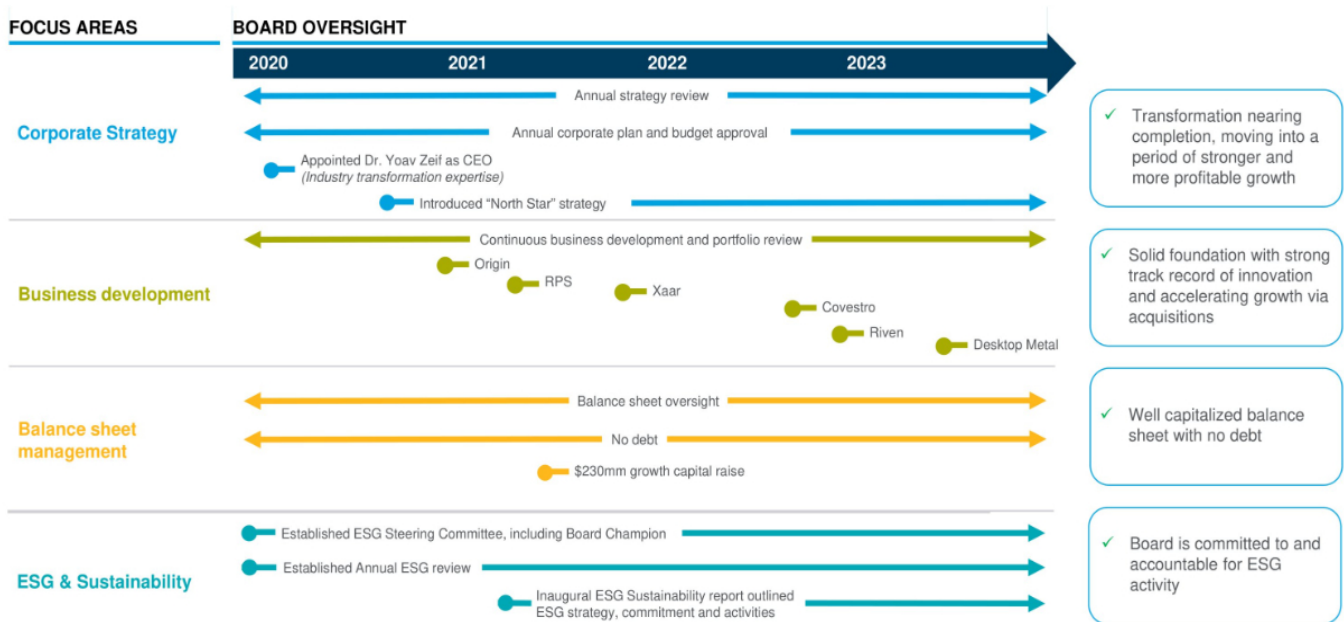 FOCUS AREAS
BOARD OVERSIGHT
2020 2021 2022 2023
Corporate Strategy
Annual strategy review
Annual corporate plan and budget approval
Appointed Dr. Yoav Zeif as CEO
(Industry transformation expertise)
Introduced “North Star” strategy
✓ Transformation nearing
completion, moving into a
period of stronger and
more profitable growth
Business development
Continuous business development and portfolio review
Origin
RPS
Xaar
Covestro
Riven
Desktop Metal
✓ Solid foundation with strong
track record of innovation
and accelerating growth via
acquisitions
Balance sheet
management
Balance sheet oversight
No debt
$230mm growth capital raise
✓ Well capitalized balance
sheet with no debt
ESG & Sustainability
Established ESG Steering Committee, including Board Champion
Established Annual ESG review
Inaugural ESG Sustainability report outlined
ESG strategy, commitment and activities
✓ Board is committed to and
accountable for ESG
activity